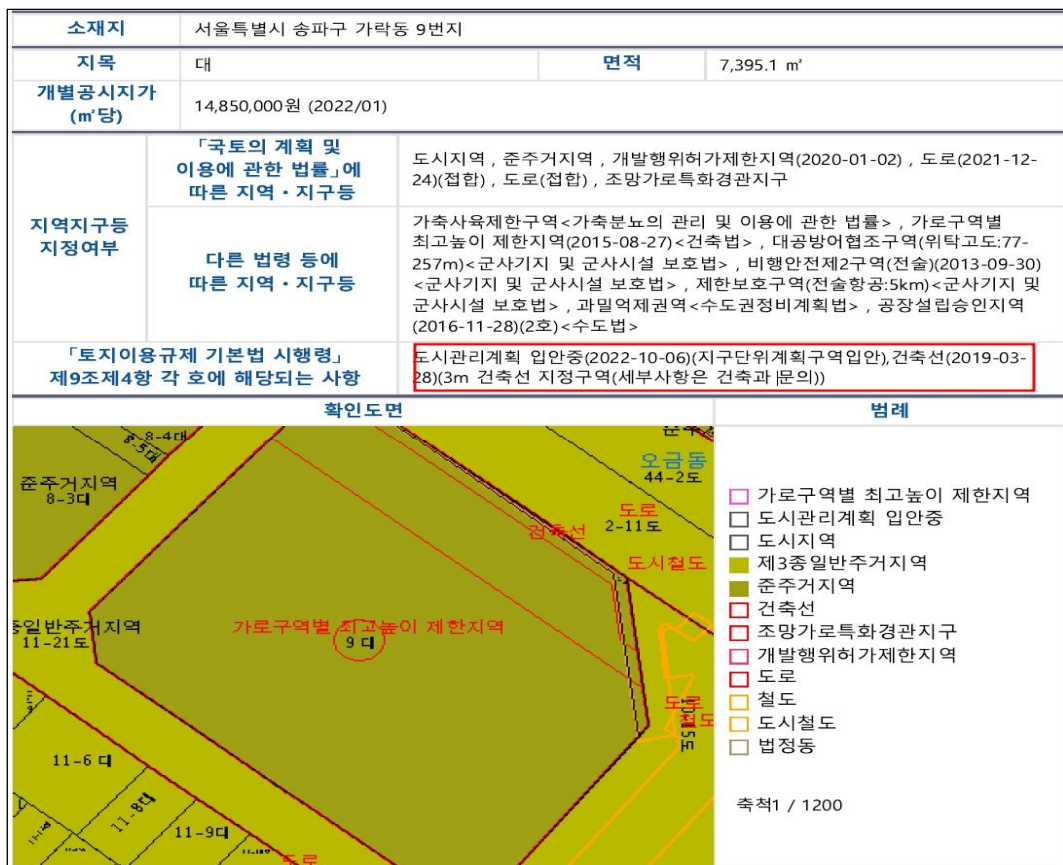 소재지 서울특별시 송파구 가락동 9번지
지목 대 면적 7,395.1 ㎡
개별공시지가
(㎡당)
14,850,000원 (2022/01)
지역지구등
지정여부
「국토의 계획 및
이용에 관한 법률」에
따른 지역・지구등
도시지역 , 준주거지역 , 개발행위허가제한지역(2020-01-02) , 도로(2021-12-
24)(접합) , 도로(접합) , 조망가로특화경관지구
다른 법령 등에
따른 지역・지구등
가축사육제한구역<가축분뇨의 관리 및 이용에 관한 법률> , 가로구역별
최고높이 제한지역(2015-08-27)<건축법> , 대공방어협조구역(위탁고도:77-
257m)<군사기지 및 군사시설 보호법> , 비행안전제2구역(전술)(2013-09-30)
<군사기지 및 군사시설 보호법> , 제한보호구역(전술항공:5km)<군사기지 및
군사시설 보호법> , 과밀억제권역<수도권정비계획법> , 공장설립승인지역
(2016-11-28)(2호)<수도법>
「토지이용규제 기본법 시행령」
제9조제4항 각 호에 해당되는 사항
도시관리계획 입안중(2022-10-06)(지구단위계획구역입안),건축선(2019-03-
28)(3m 건축선 지정구역(세부사항은 건축과 문의))
확인도면 범례
8-4대
8-5대
준주거지역
8-3대
오금동
44-2도
도로
2-11도
건축선
도시철도
종일반주거지역
11-21도
가로구역별 최고높이 제한지역
9 대
도로
철도
11-6 대
11-8대
11-9대
도로
가로구역별 최고높이 제한지역
도시관리계획 입안중
도시지역
제3종일반주거지역
준주거지역
건축선
조망가로특화경관지구
개발행위허가제한지역
도로
철도
도시철도
법정동
축척1 / 1200